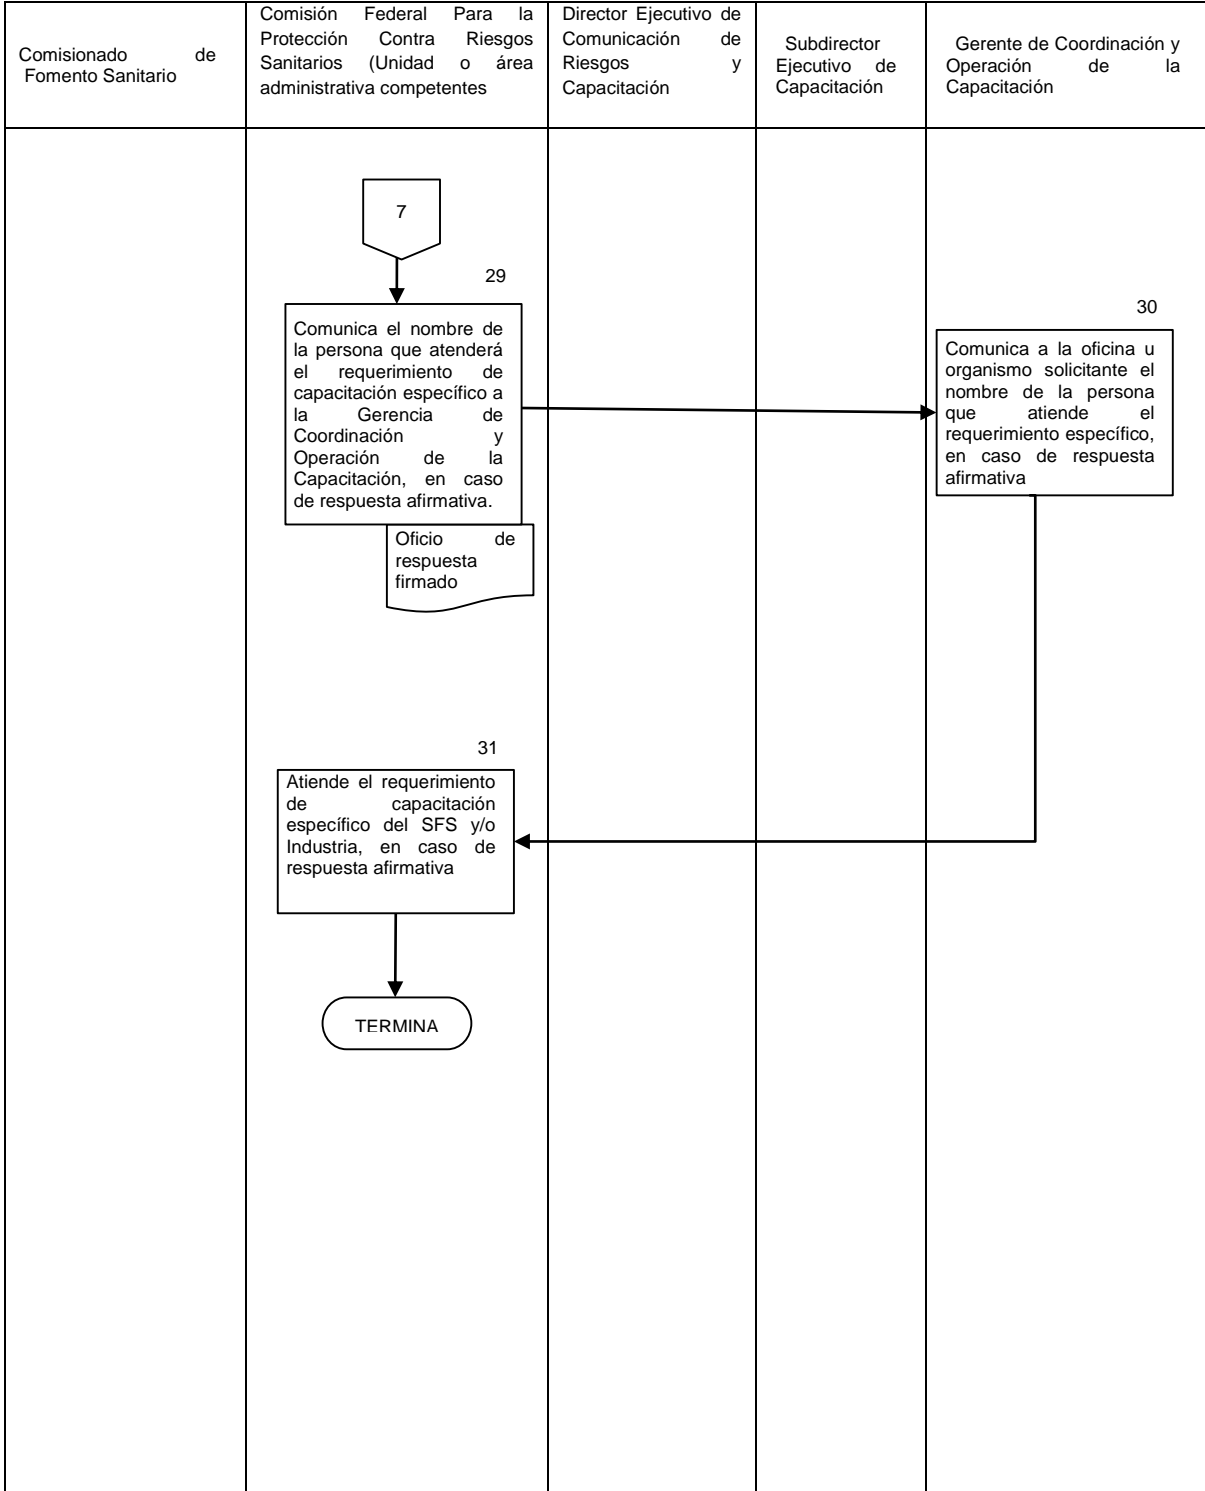 Comisionado de
Fomento Sanitario
Comisión Federal Para la
Protección Contra Riesgos
Sanitarios (Unidad o área
administrativa competentes
Director Ejecutivo de
Comunicación de
Riesgos y
Capacitación
Subdirector
Ejecutivo de
Capacitación
Gerente de Coordinación y
Operación de la
Capacitación
7
29
Comunica el nombre de
la persona que atenderá
el requerimiento de
capacitación específico a
la Gerencia de
Coordinación y
Operación de la
Capacitación, en caso
de respuesta afirmativa.
Oficio de
respuesta
firmado
30
Comunica a la oficina u
organismo solicitante el
nombre de la persona
que atiende el
requerimiento específico,
en caso de respuesta
afirmativa
31
Atiende el requerimiento
de capacitación
específico del SFS y/o
Industria, en caso de
respuesta afirmativa
TERMINA